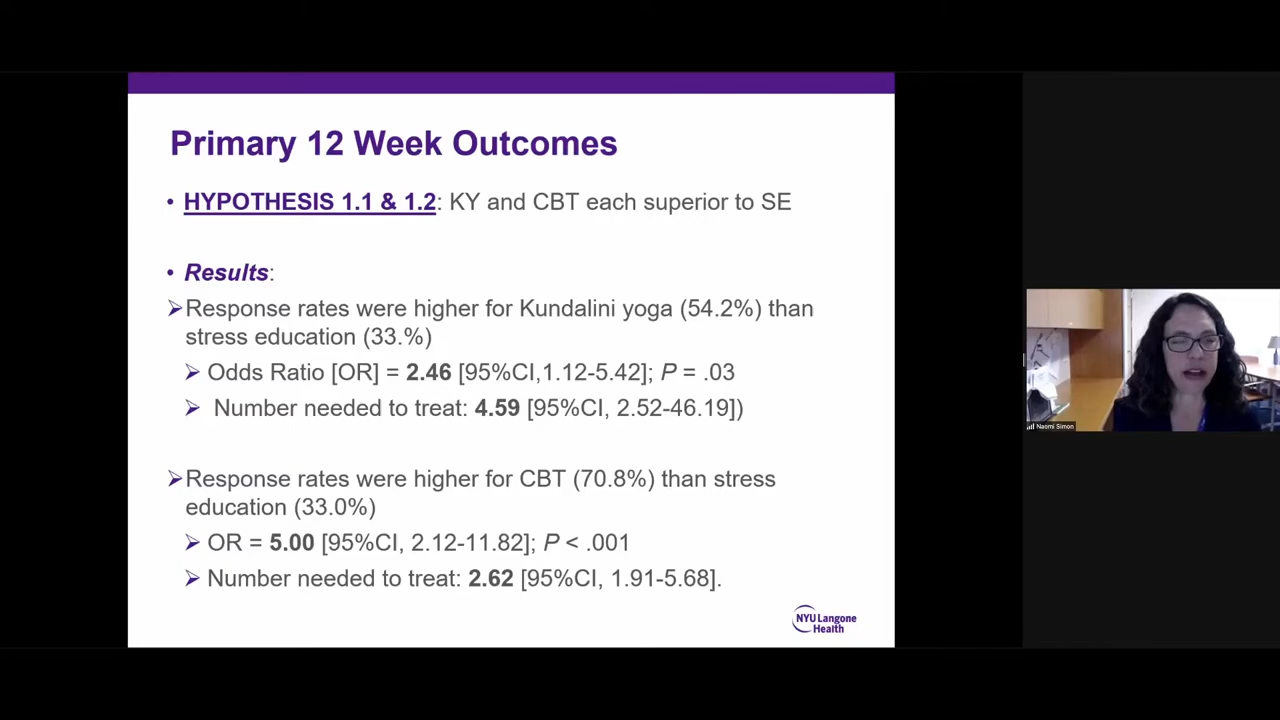 Primary 12 Week Outcomes
• HYPOTHESIS 1.1 & 1.2: KY and CBT each superior to SE
• Results:
➢Response rates were higher for Kundalini yoga (54.2%) than
stress education (33.%)
➢ Odds Ratio [OR] = 2.46 [95%CI,1.12-5.42]; P = .03
➢ Number needed to treat: 4.59 [95%CI, 2.52-46.19])
➢Response rates were higher for CBT (70.8%) than stress
education (33.0%)
➢ OR = 5.00 [95%CI, 2.12-11.82]; P < .001
➢ Number needed to treat: 2.62 [95%CI, 1.91-5.68].
NYU Langone
Health
Naomi Simon